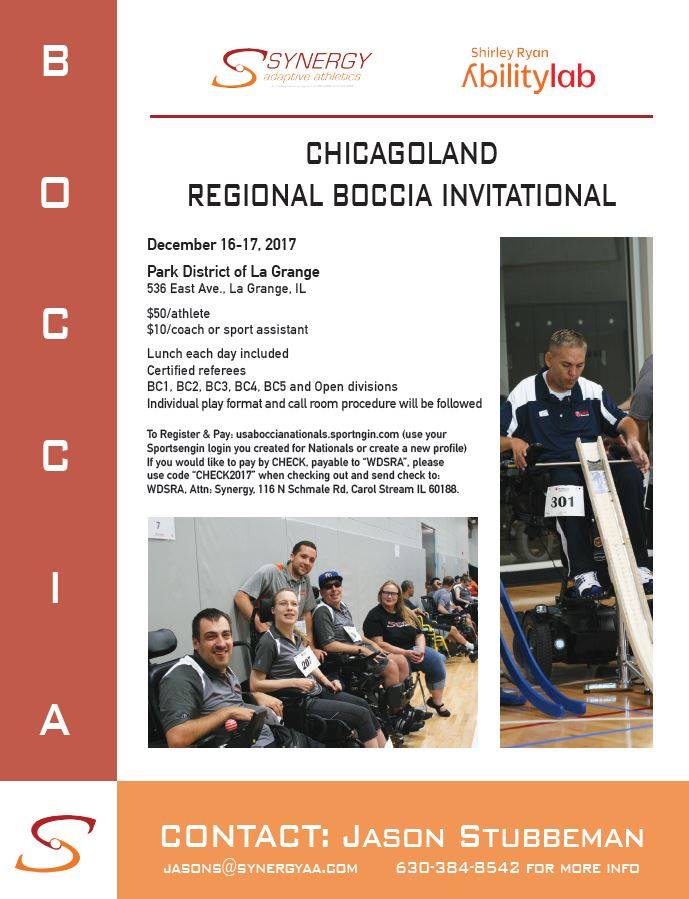 B
O
C
C
I
A
SYNERGY
adaptive athletics
Shirley Ryan
Abilitylab
CHICAGOLAND
REGIONAL BOCCIA INVITATIONAL
December 16-17, 2017
Park District of La Grange
536 East Ave., La Grange, IL
$50/athlete
$10/coach or sport assistant
Lunch each day included
Certified referees
BC1, BC2, BC3, BC4, BC5 and Open divisions
Individual play format and call room procedure will be followed
To Register & Pay: usaboccianationals.sportngin.com (use your
Sportsengin login you created for Nationals or create a new profile)
If you would like to pay by CHECK, payable to “WDSRA”, please
use code “CHECK2017” when checking out and send check to:
WDSRA, Attn: Synergy, 116 N Schmale Rd, Carol Stream IL 60188.
301
7
207
CONTACT: JASON STUBBEMAN
JASONS@SYNERGYAA.COM 630-384-8542 FOR MORE INFO